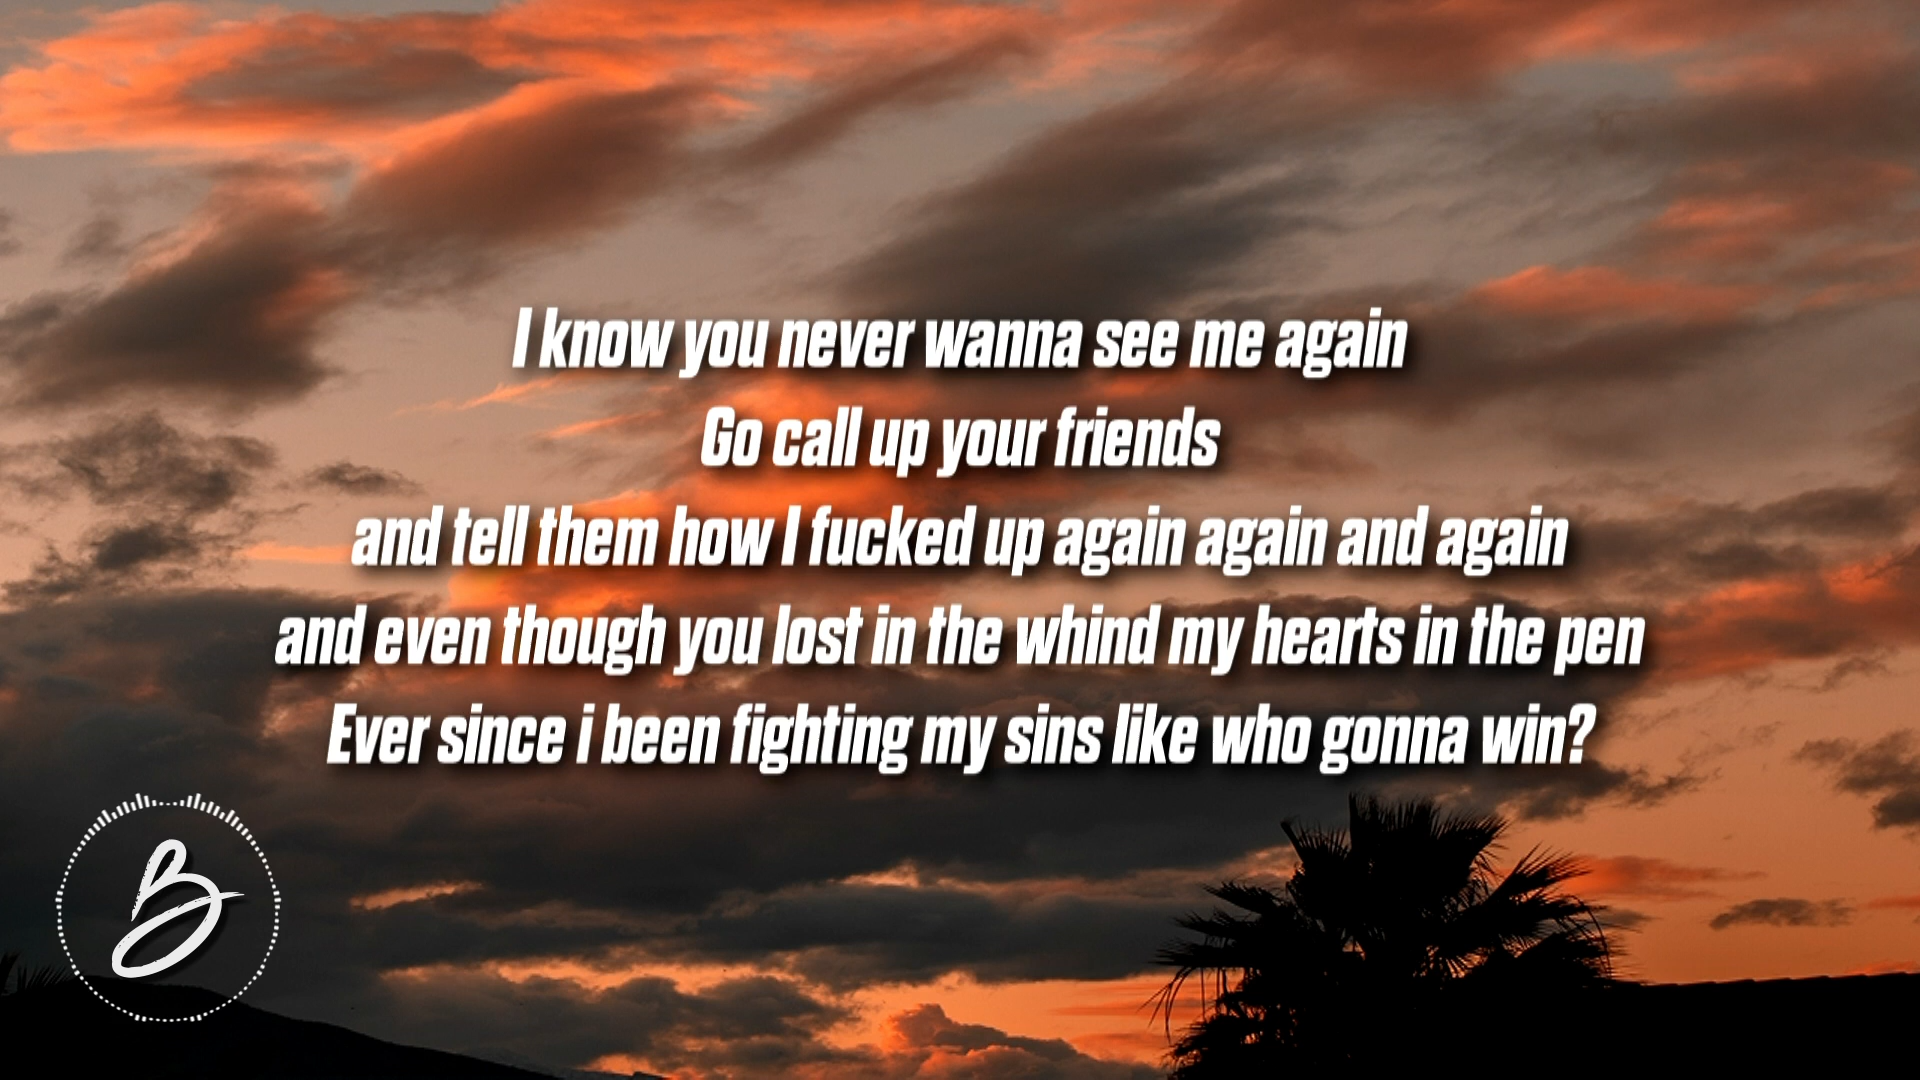 I know you never wanna see me again
Go call up your friends
and tell them how I fucked up again again and again
and even though you lost in the whind my hearts in the pen
Ever since i been fighting my sins like who gonna win?
B